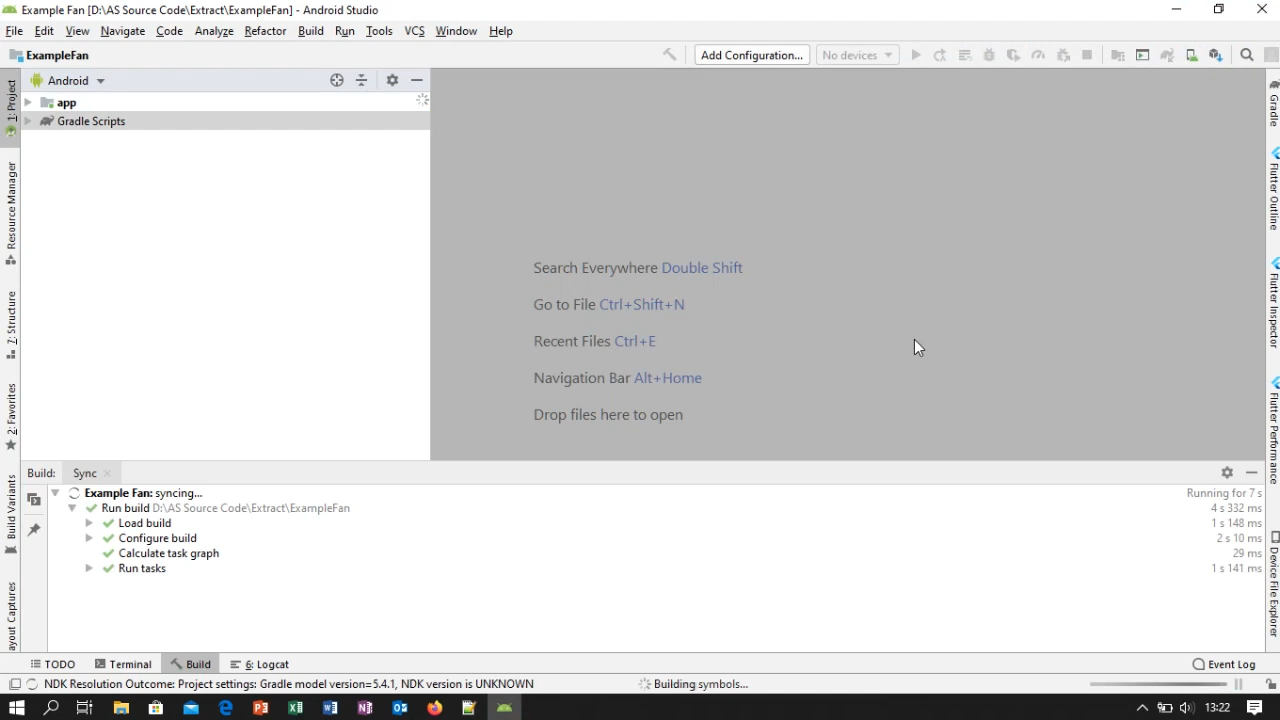 Example Fan [D:\AS Source Code\Extract\ExampleFan] - Android Studio
File Edit View Navigate Code Analyze Refactor Build Run Tools VCS Window Help
ExampleFan Add Configuration... No devices
Android
app
Gradle Scripts
1: Project
Resource Manager
Z: Structure
2: Favorites
Build Variants
ayout Captures
Search Everywhere Double Shift
Go to File Ctrl+Shift+N
Recent Files Ctrl+E
Navigation Bar Alt+Home
Drop files here to open
Gradle
Flutter Outline
Flutter Inspector
Flutter Performance
Device File Explorer
Build: Sync
Example Fan: syncing... Running for 7 s
Run build D:\AS Source Code\Extract\ExampleFan 4 s 332 ms
Load build 1 s 148 ms
Configure build 2 s 10 ms
Calculate task graph 29 ms
Run tasks 1 s 141 ms
TODO Terminal Build 6: Logcat Event Log
NDK Resolution Outcome: Project settings: Gradle model version=5.4.1, NDK version is UNKNOWN Building symbols...
13:22